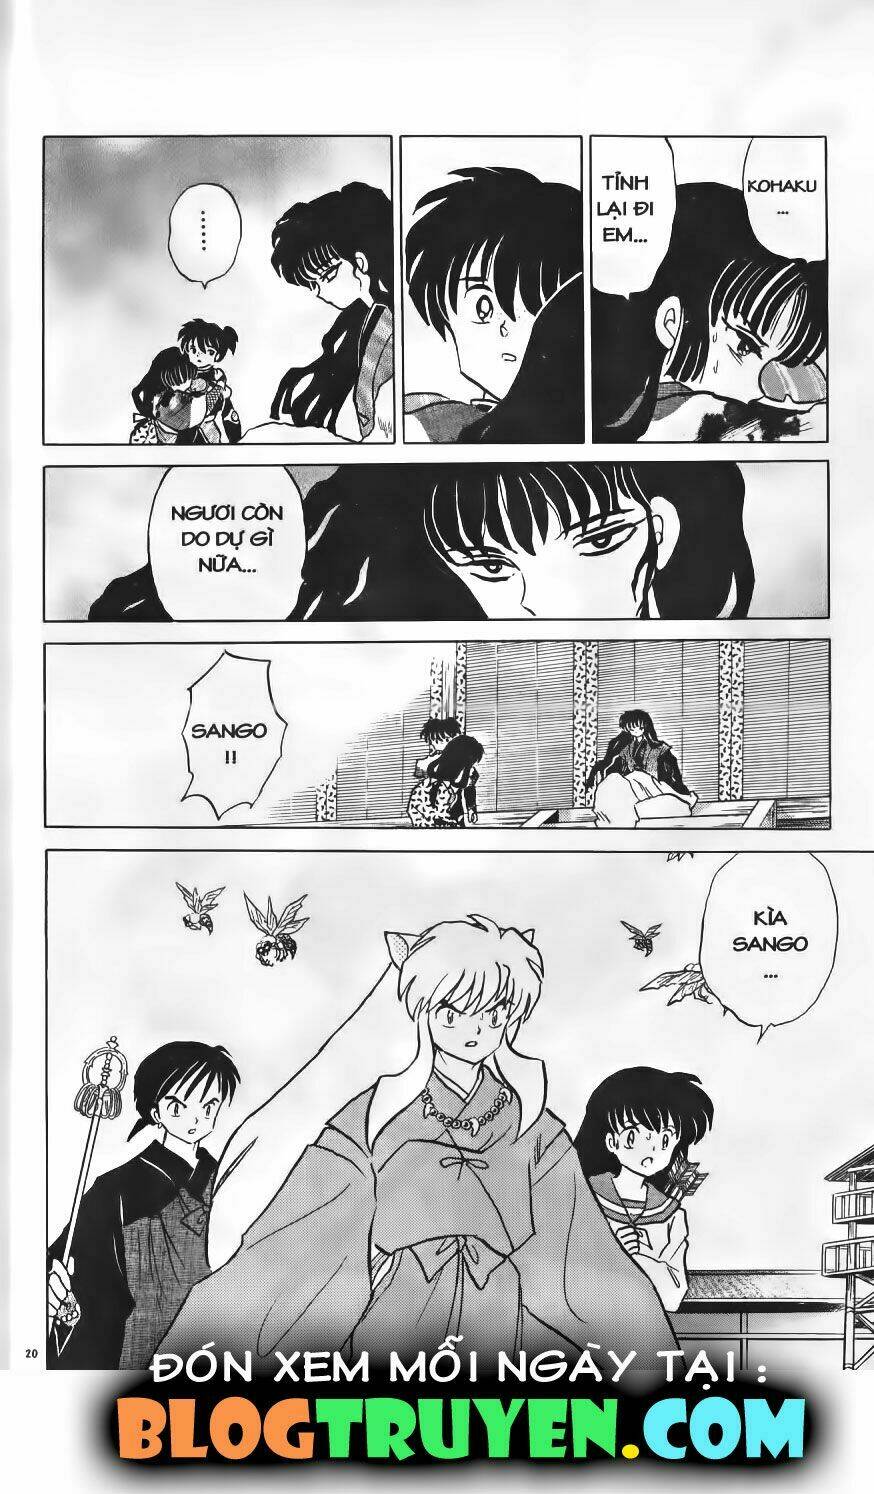 KOHAKU
...
TỈNH
LẠI ĐI
EM...
......
NGƯƠI CÒN
DO DỰ GÌ
NỮA...
SANGO
!!
KÌA
SANGO
...
20
ĐÓN XEM MỖI NGÀY TẠI :
BLOGTRUYEN.COM